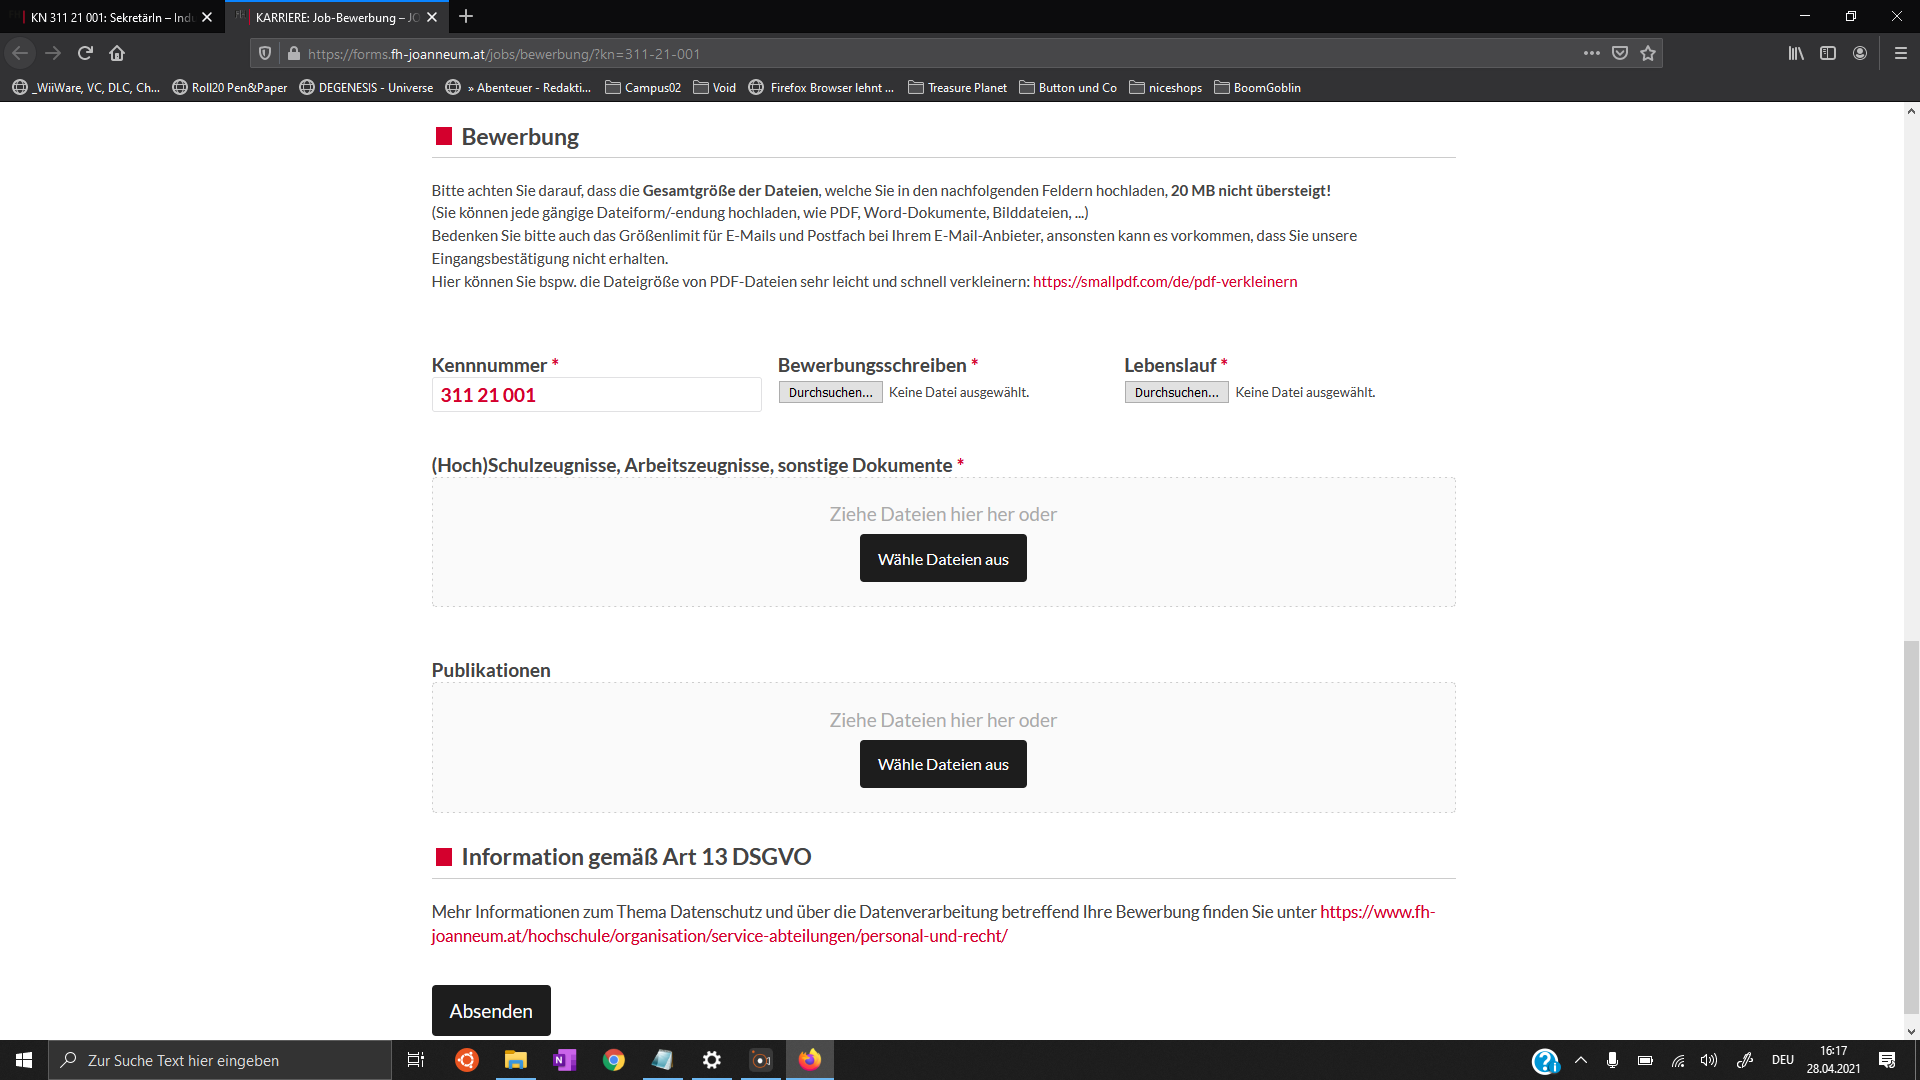 KN 311 21 001: SekretärIn – Indu
KARRIERE: Job-Bewerbung – JO
https://forms.fh-joanneum.at/jobs/bewerbung/?kn=311-21-001
_WiiWare, VC, DLC, Ch... Roll20 Pen&Paper DEGENESIS - Universe » Abenteuer - Redakti... Campus02 Void Firefox Browser lehnt ... Treasure Planet Button und Co niceshops BoomGoblin
Bewerbung
Bitte achten Sie darauf, dass die Gesamtgröße der Dateien, welche Sie in den nachfolgenden Feldern hochladen, 20 MB nicht übersteigt!
(Sie können jede gängige Dateiform/-endung hochladen, wie PDF, Word-Dokumente, Bilddateien, ...)
Bedenken Sie bitte auch das Größenlimit für E-Mails und Postfach bei Ihrem E-Mail-Anbieter, ansonsten kann es vorkommen, dass Sie unsere
Eingangsbestätigung nicht erhalten.
Hier können Sie bspw. die Dateigröße von PDF-Dateien sehr leicht und schnell verkleinern: https://smallpdf.com/de/pdf-verkleinern
Kennnummer * Bewerbungsschreiben * Lebenslauf *
311 21 001 Durchsuchen... Keine Datei ausgewählt. Durchsuchen... Keine Datei ausgewählt.
(Hoch)Schulzeugnisse, Arbeitszeugnisse, sonstige Dokumente *
Ziehe Dateien hier her oder
Wähle Dateien aus
Publikationen
Ziehe Dateien hier her oder
Wähle Dateien aus
Information gemäß Art 13 DSGVO
Mehr Informationen zum Thema Datenschutz und über die Datenverarbeitung betreffend Ihre Bewerbung finden Sie unter https://www.fh-
joanneum.at/hochschule/organisation/service-abteilungen/personal-und-recht/
Absenden
Zur Suche Text hier eingeben
DEU
16:17
28.04.2021